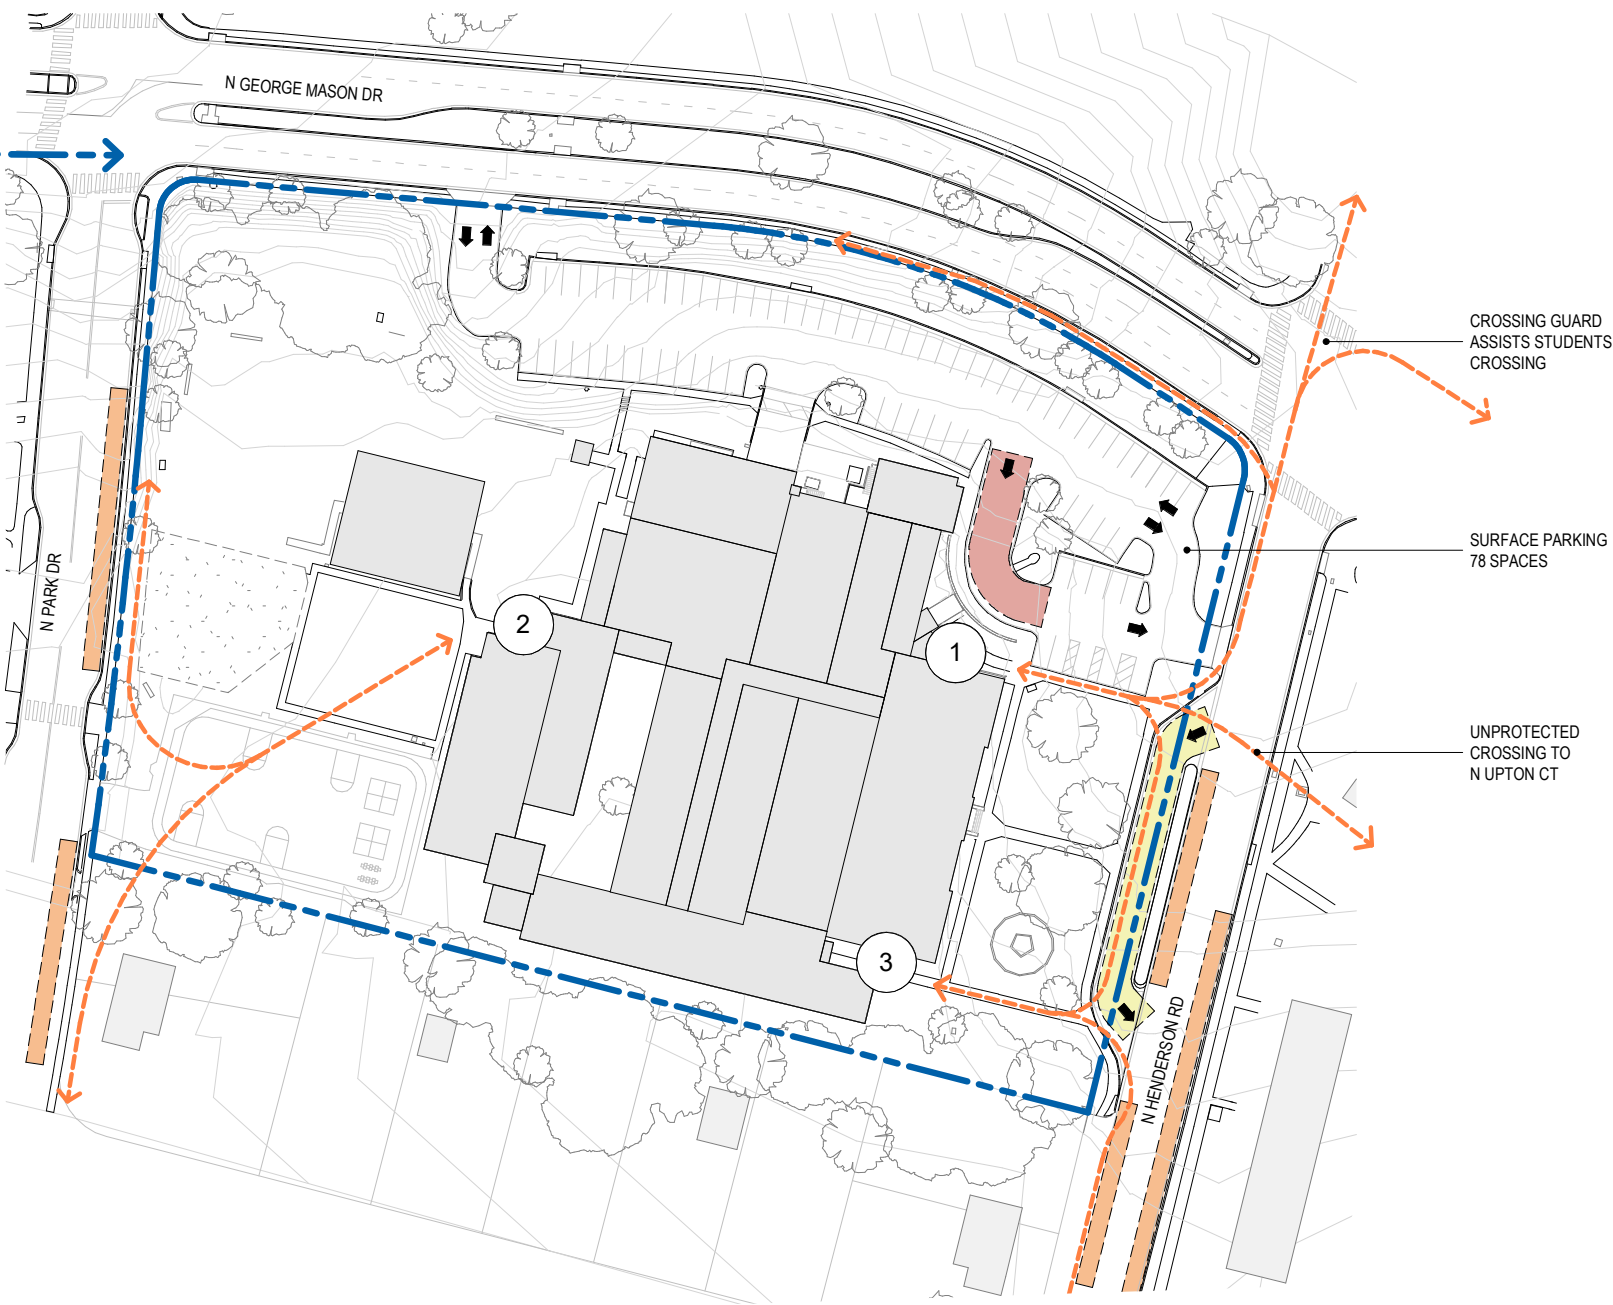 N GEORGE MASON DR
CROSSING GUARD
ASSISTS STUDENTS
CROSSING
SURFACE PARKING
78 SPACES
N PARK DR
2
1
UNPROTECTED
CROSSING TO
N UPTON CT
3
N HENDERSON RD